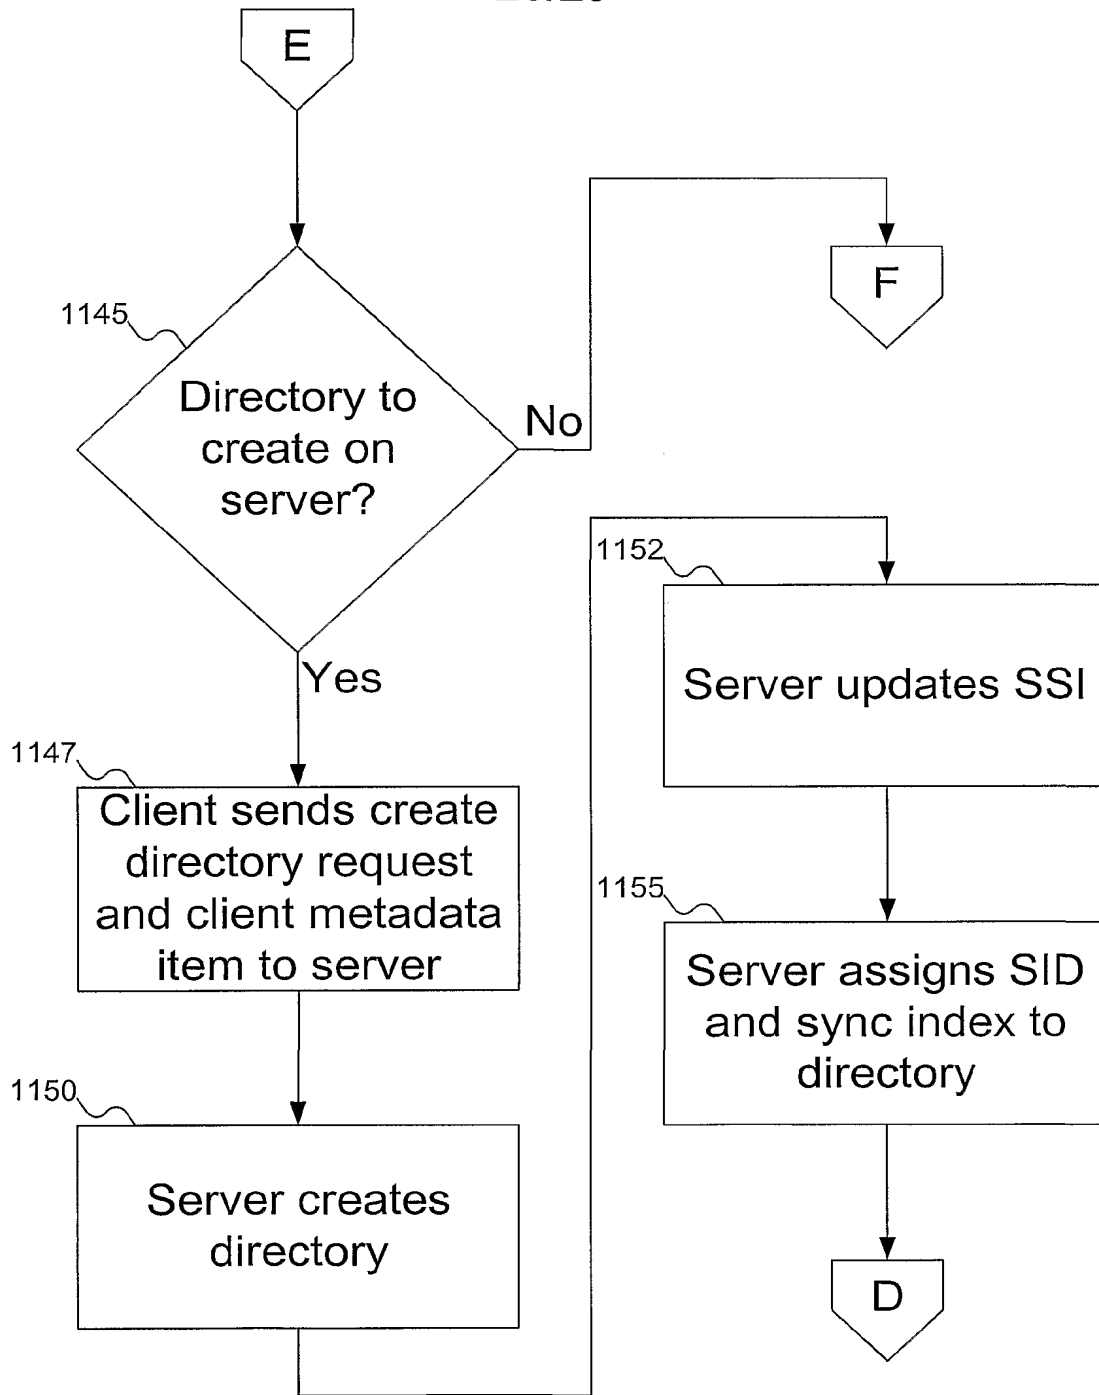 E
1145
Directory to
create on
server?
No
F
Yes
1147
Client sends create
directory request
and client metadata
item to server
1150
Server creates
directory
1152
Server updates SSI
1155
Server assigns SID
and sync index to
directory
D